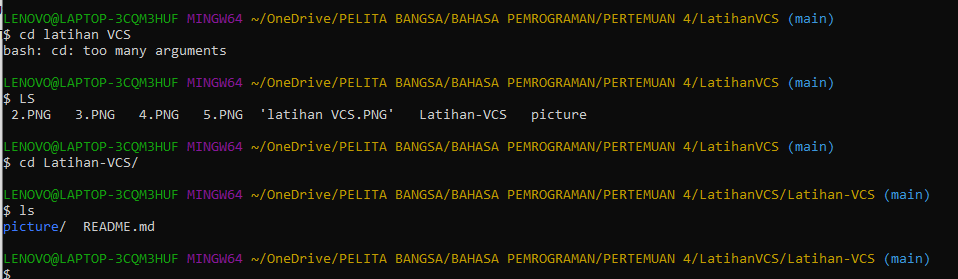 LENOVO@LAPTOP-3CQM3HUF MINGW64 ~/OneDrive/PELITA BANGSA/BAHASA PEMROGRAMAN/PERTEMUAN 4/LatihanVCS (main)
$ cd latihan VCS
bash: cd: too many arguments
LENOVO@LAPTOP-3CQM3HUF MINGW64 ~/OneDrive/PELITA BANGSA/BAHASA PEMROGRAMAN/PERTEMUAN 4/LatihanVCS (main)
$ LS
2.PNG 3.PNG 4.PNG 5.PNG 'latihan VCS.PNG' Latihan-VCS picture
LENOVO@LAPTOP-3CQM3HUF MINGW64 ~/OneDrive/PELITA BANGSA/BAHASA PEMROGRAMAN/PERTEMUAN 4/LatihanVCS (main)
$ cd Latihan-VCS/
LENOVO@LAPTOP-3CQM3HUF MINGW64 ~/OneDrive/PELITA BANGSA/BAHASA PEMROGRAMAN/PERTEMUAN 4/LatihanVCS/Latihan-VCS (main)
$ ls
picture/ README.md
LENOVO@LAPTOP-3CQM3HUF MINGW64 ~/OneDrive/PELITA BANGSA/BAHASA PEMROGRAMAN/PERTEMUAN 4/LatihanVCS/Latihan-VCS (main)
$